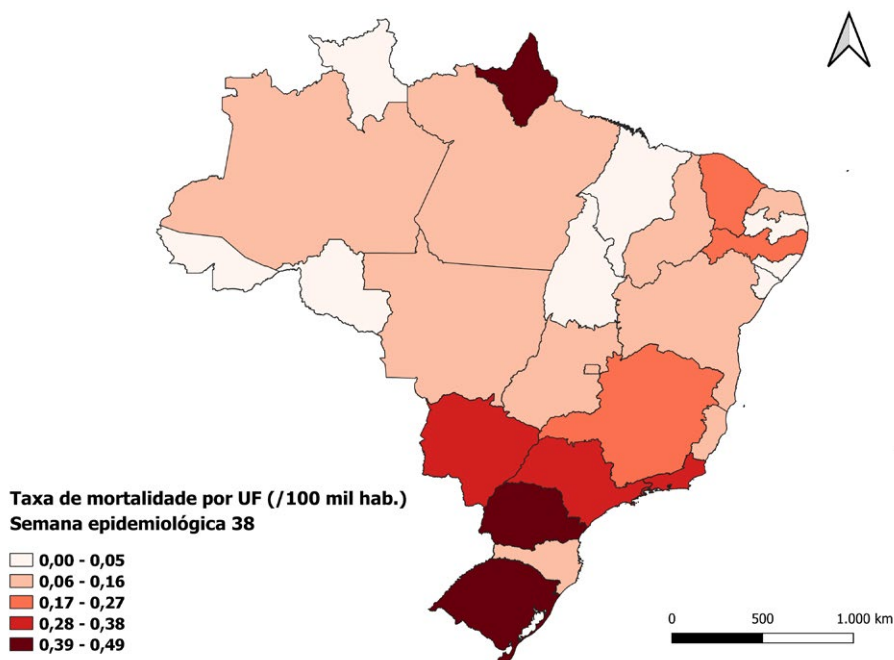 Taxa de mortalidade por UF (/100 mil hab.)
Semana epidemiológica 38
0,00 - 0,05
0,06 - 0,16
0,17 - 0,27
0,28 - 0,38
0,39 - 0,49
0 500 1.000 km